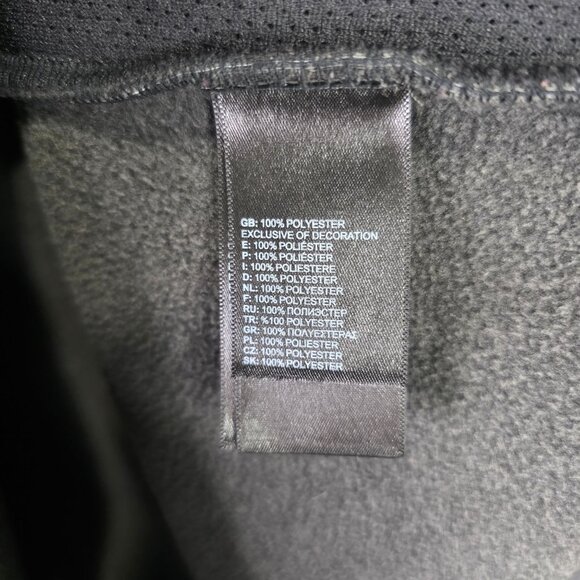 GB: 100% POLYESTER
EXCLUSIVE OF DECORATION
E: 100% POLIÉSTER
P: 100% POLIÉSTER
I: 100% POLIESTERE
D: 100% POLYESTER
NL: 100% POLYESTER
F: 100% POLYESTER
RU: 100% ПОЛИЭСТЕР
TR: %100 POLYESTER
GR: 100% ΠΟΛΥΕΣΤΕΡΑΣ
PL: 100% POLIESTER
CZ: 100% POLYESTER
SK: 100% POLYESTER